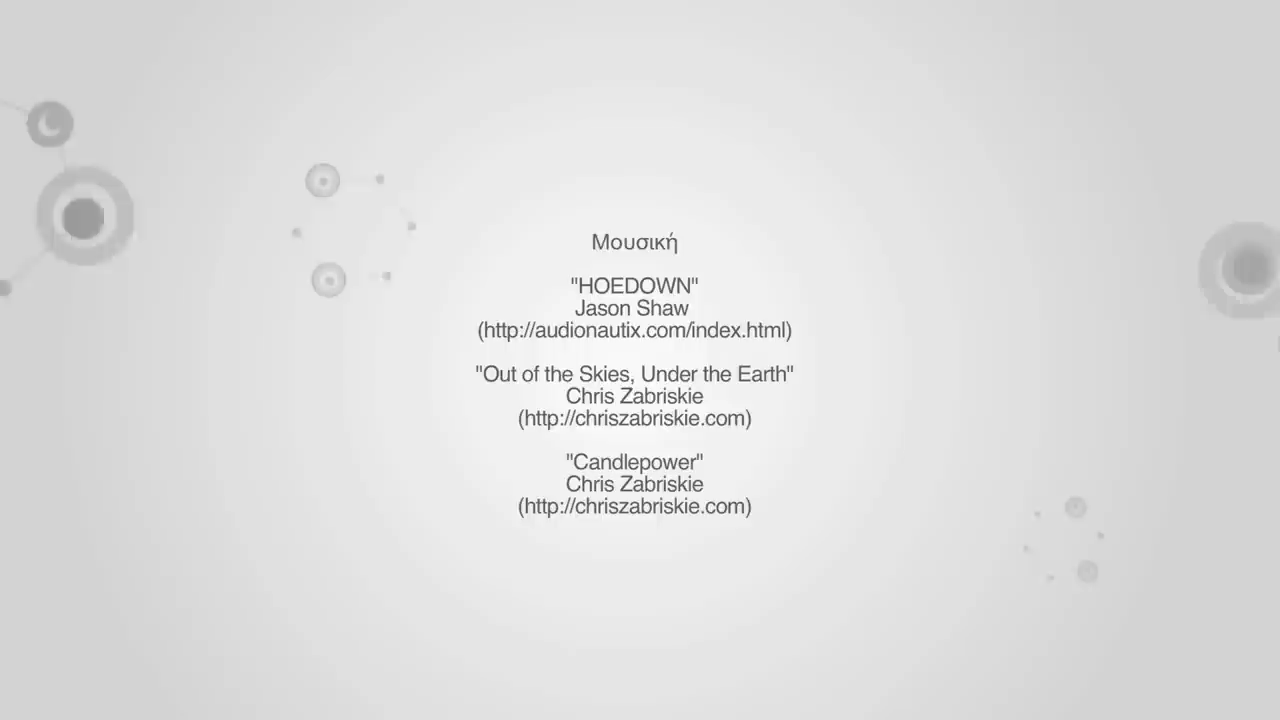 Μουσική
"HOEDOWN"
Jason Shaw
(http://audionautix.com/index.html)
"Out of the Skies, Under the Earth"
Chris Zabriskie
(http://chriszabriskie.com)
"Candlepower"
Chris Zabriskie
(http://chriszabriskie.com)